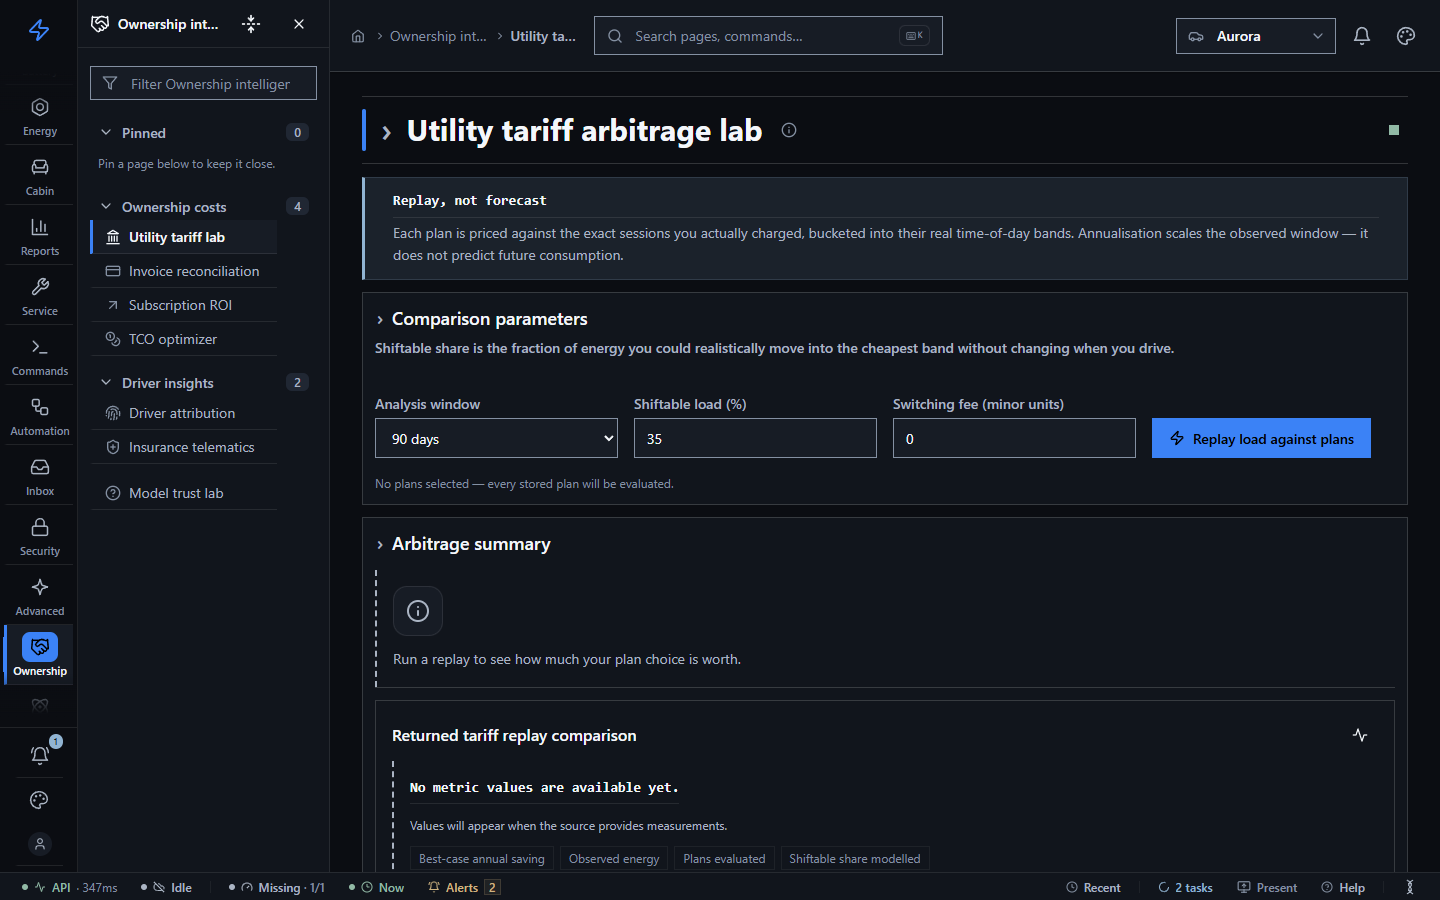 Ownership int...
Ownership int...
Utility ta...
Search pages, commands...
K
Aurora
Filter Ownership intelliger
Energy
Cabin
Reports
Service
Commands
Automation
Inbox
Security
Advanced
Ownership
1
Pinned
0
Pin a page below to keep it close.
Ownership costs
4
Utility tariff lab
Invoice reconciliation
Subscription ROI
TCO optimizer
Driver insights
2
Driver attribution
Insurance telematics
Model trust lab
Utility tariff arbitrage lab
Replay, not forecast
Each plan is priced against the exact sessions you actually charged, bucketed into their real time-of-day bands. Annualisation scales the observed window — it
does not predict future consumption.
Comparison parameters
Shiftable share is the fraction of energy you could realistically move into the cheapest band without changing when you drive.
Analysis window
Shiftable load (%)
Switching fee (minor units)
90 days
35
0
Replay load against plans
No plans selected — every stored plan will be evaluated.
Arbitrage summary
Run a replay to see how much your plan choice is worth.
Returned tariff replay comparison
No metric values are available yet.
Values will appear when the source provides measurements.
Best-case annual saving
Observed energy
Plans evaluated
Shiftable share modelled
API · 347ms
Idle
Missing · 1/1
Now
Alerts 2
Recent
2 tasks
Present
Help